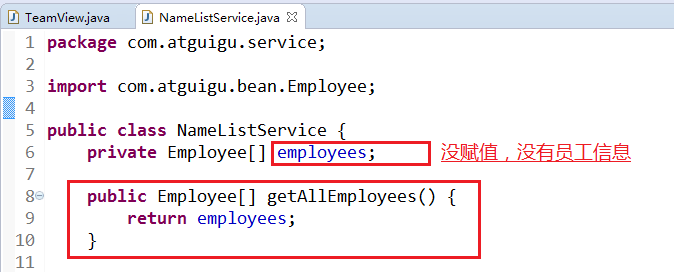 TeamView.java NameListService.java
1 package com.atguigu.service;
2
3 import com.atguigu.bean.Employee;
4
5 public class NameListService {
6 private Employee[] employees; 没赋值，没有员工信息
7
8 public Employee[] getAllEmployees() {
9 return employees;
10 }
11